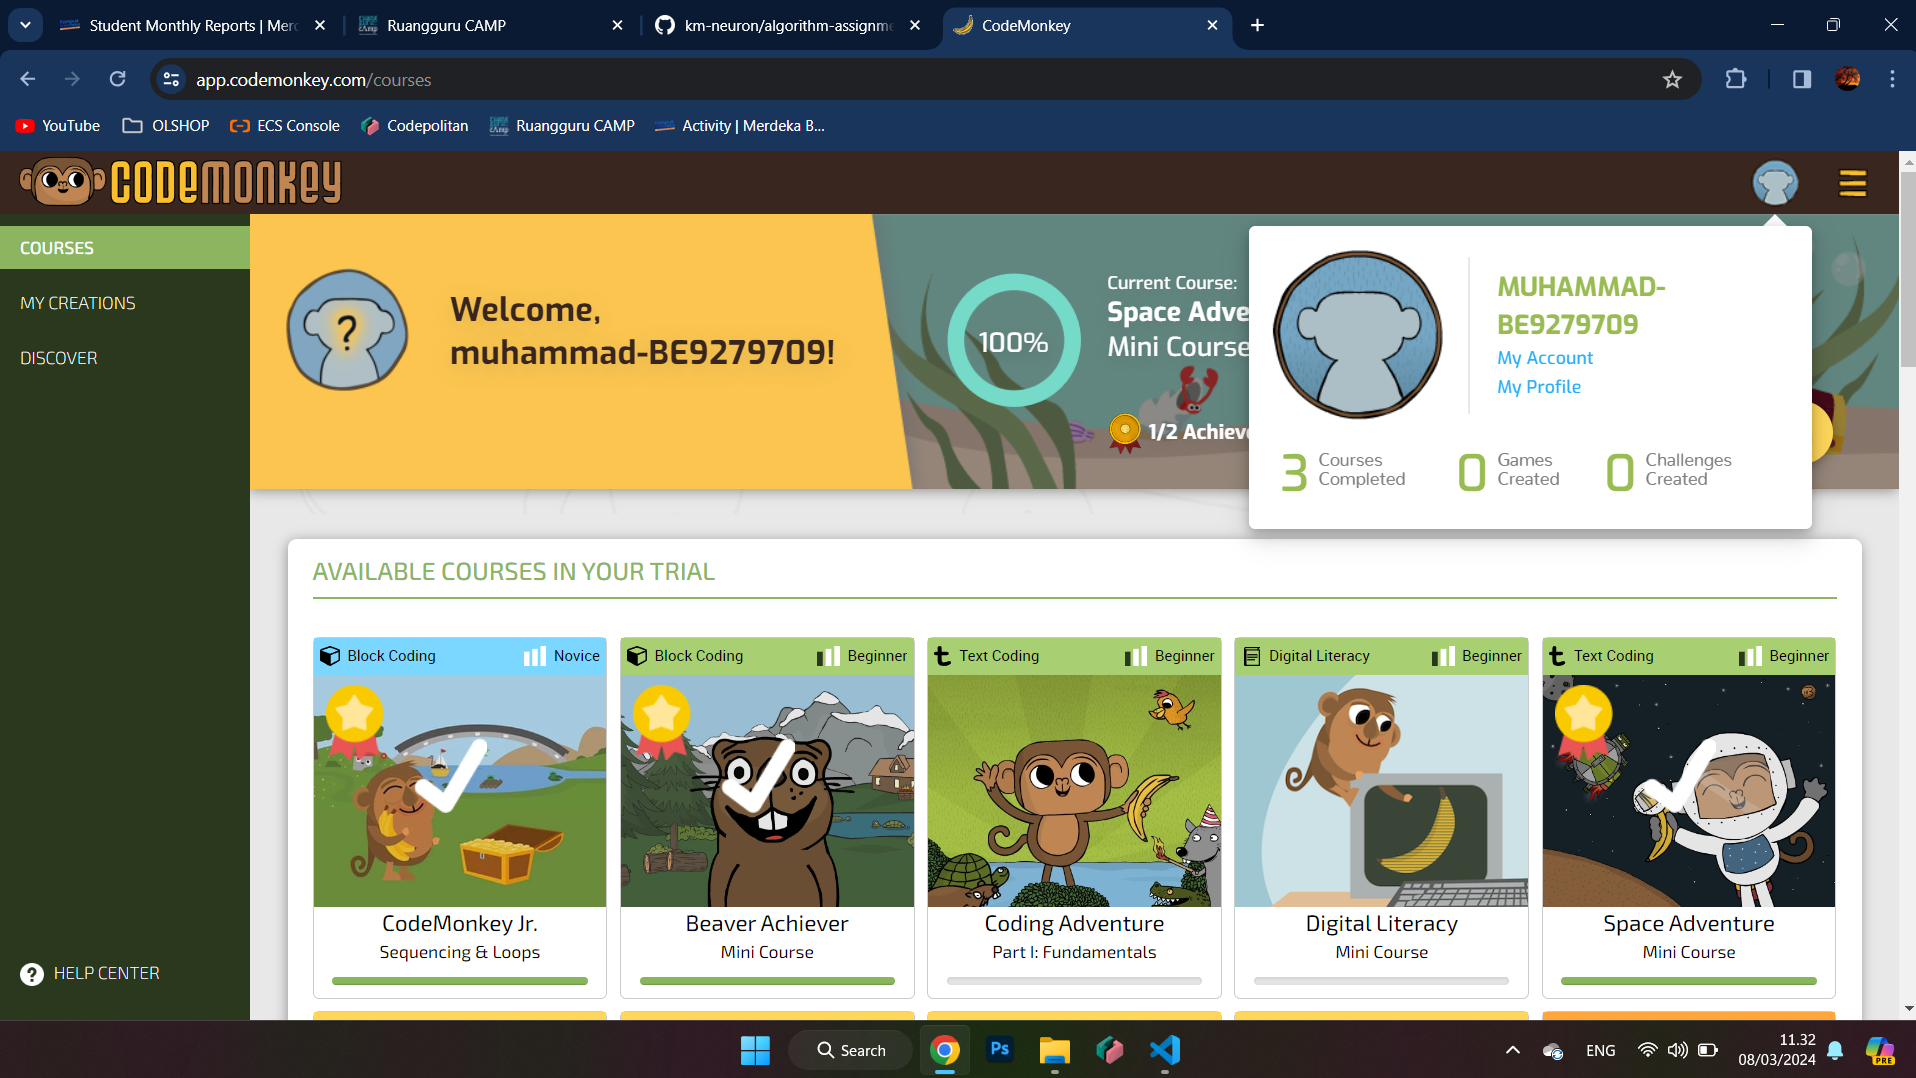 Student Monthly Reports | Merd
Ruangguru CAMP
km-neuron/algorithm-assignme
CodeMonkey
app.codemonkey.com/courses
YouTube
OLSHOP
ECS Console
Codepolitan
Ruangguru CAMP
Activity | Merdeka B...
CODEMONKEY
COURSES
MY CREATIONS
DISCOVER
HELP CENTER
?
Welcome,
muhammad-BE9279709!
100%
Current Course:
Space Adve
Mini Course
1/2 Achieve
MUHAMMAD-
BE9279709
My Account
My Profile
3 Courses
Completed
0 Games
Created
0 Challenges
Created
AVAILABLE COURSES IN YOUR TRIAL
Block Coding Novice
CodeMonkey Jr.
Sequencing & Loops
Block Coding Beginner
Beaver Achiever
Mini Course
Text Coding Beginner
Coding Adventure
Part I: Fundamentals
Digital Literacy Beginner
Digital Literacy
Mini Course
Text Coding Beginner
Space Adventure
Mini Course
Search
Ps
ENG
11.32
08/03/2024
PRE